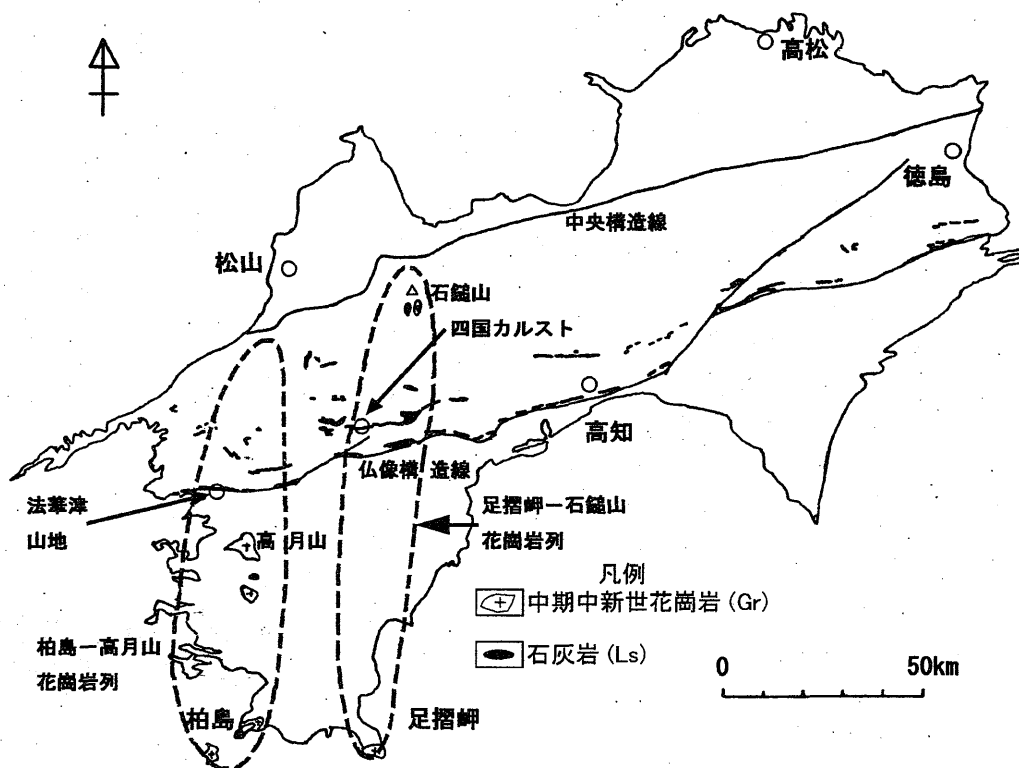 高松
徳島
中央構造線
松山
石鎚山
四国カルスト
高知
仏像構造線
法華津
山地
足摺岬ー石鎚山
花崗岩列
高月山
凡例
中期中新世花崗岩(Gr)
石灰岩(Ls)
柏島ー高月山
花崗岩列
0 50km
柏島
足摺岬